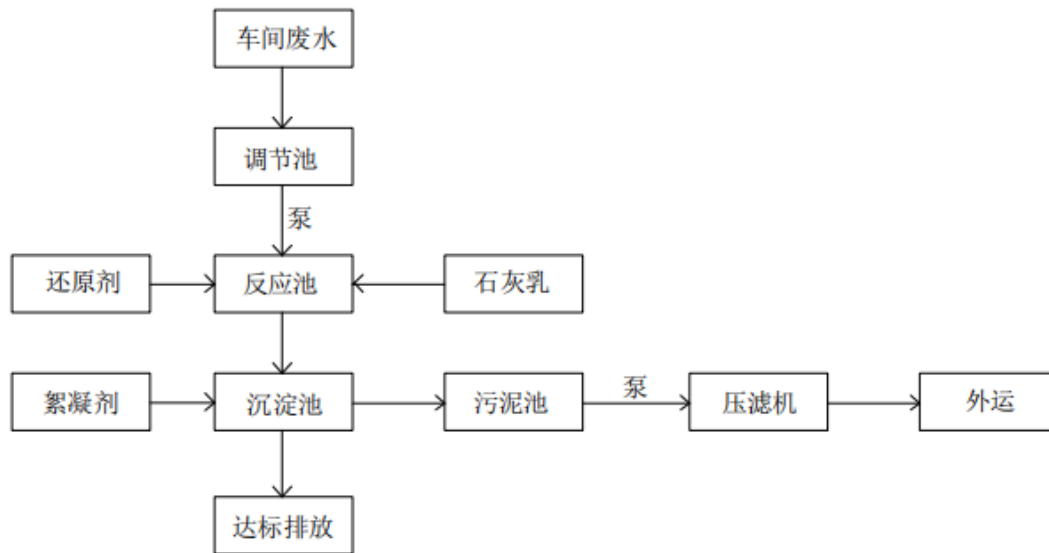 车间废水
调节池
泵
还原剂
反应池
石灰乳
絮凝剂
沉淀池
污泥池
泵
压滤机
外运
达标排放